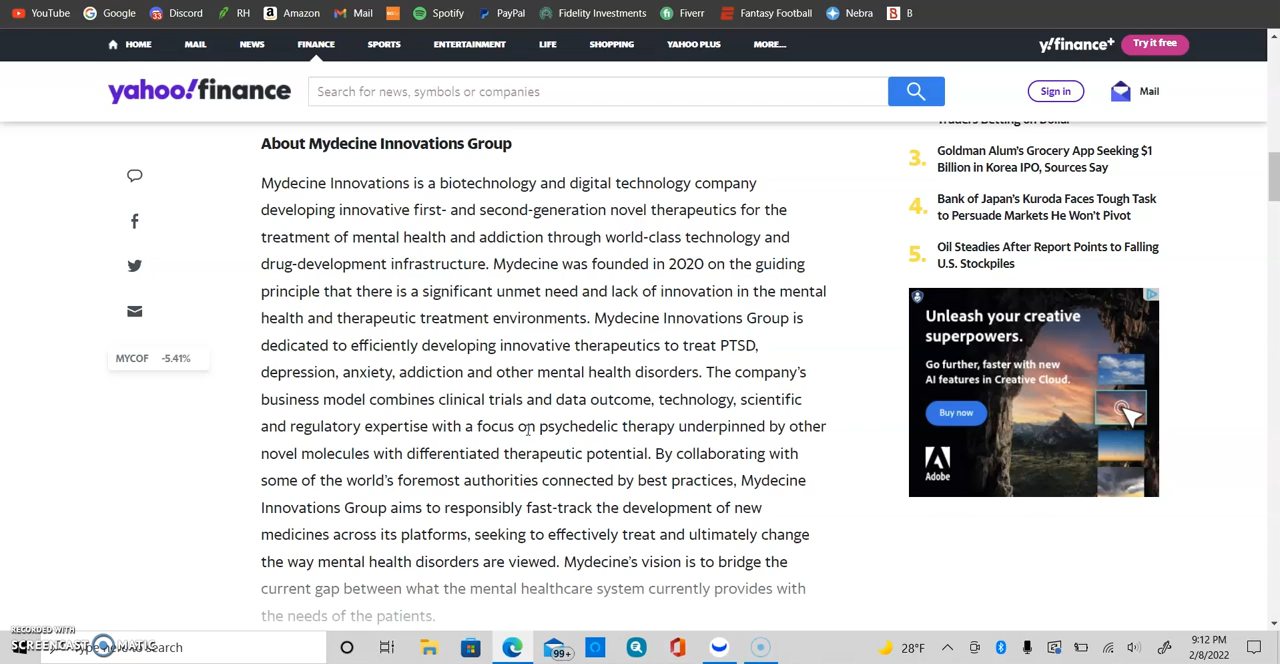 YouTube Google Discord RH Amazon Mail Spotify PayPal Fidelity Investments Fiverr Fantasy Football Nebra B
HOME MAIL NEWS FINANCE SPORTS ENTERTAINMENT LIFE SHOPPING YAHOO PLUS MORE...
y!finance+ Try it free
yahoo!finance
Search for news, symbols or companies
Sign in
Mail
About Mydecine Innovations Group
Mydecine Innovations is a biotechnology and digital technology company
developing innovative first- and second-generation novel therapeutics for the
treatment of mental health and addiction through world-class technology and
drug-development infrastructure. Mydecine was founded in 2020 on the guiding
principle that there is a significant unmet need and lack of innovation in the mental
health and therapeutic treatment environments. Mydecine Innovations Group is
dedicated to efficiently developing innovative therapeutics to treat PTSD,
depression, anxiety, addiction and other mental health disorders. The company's
business model combines clinical trials and data outcome, technology, scientific
and regulatory expertise with a focus on psychedelic therapy underpinned by other
novel molecules with differentiated therapeutic potential. By collaborating with
some of the world's foremost authorities connected by best practices, Mydecine
Innovations Group aims to responsibly fast-track the development of new
medicines across its platforms, seeking to effectively treat and ultimately change
the way mental health disorders are viewed. Mydecine's vision is to bridge the
current gap between what the mental healthcare system currently provides with
the needs of the patients.
MYCOF -5.41%
Traders Betting on Dollar
3. Goldman Alum's Grocery App Seeking $1
Billion in Korea IPO, Sources Say
4. Bank of Japan's Kuroda Faces Tough Task
to Persuade Markets He Won't Pivot
5. Oil Steadies After Report Points to Falling
U.S. Stockpiles
Unleash your creative
superpowers.
Go further, faster with new
AI features in Creative Cloud.
Buy now
Adobe
RECORDED WITH
SCREENCAST MATIC
Type here to search
99+
28°F
9:12 PM
2/8/2022